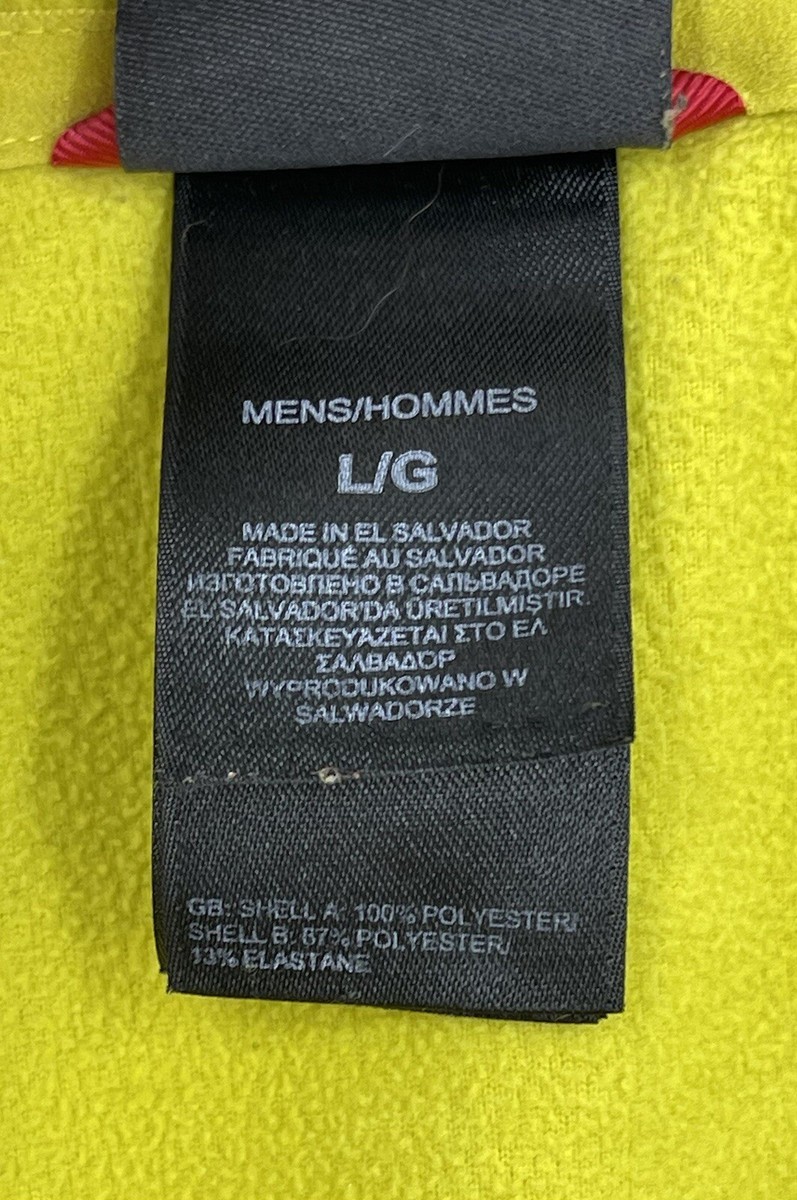 MENS/HOMMES
L/G
MADE IN EL SALVADOR
FABRIQUÉ AU SALVADOR
ИЗГОТОВЛЕНО В САЛЬВАДОРЕ
EL SALVADOR'DA ÜRETILMIŞTIR.
ΚΑΤΑΣΚΕΥΑΖΕΤΑΙ ΣΤΟ ΕΛ
ΣΑΛΒΑΔΌΡ
WYPRODUKOWANO W
SALWADORZE
GB: SHELL A: 100% POLYESTER/
SHELL B: 87% POLYESTER/
13% ELASTANE